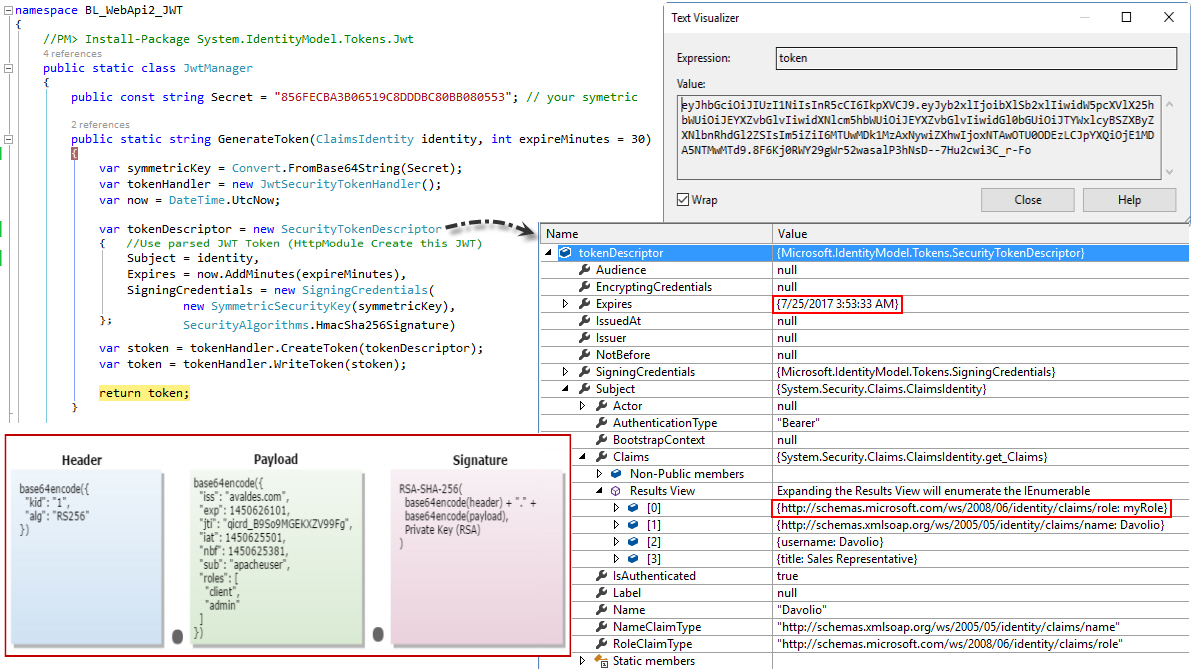 namespace BL_WebApi2_JWT
{
//PM> Install-Package System.IdentityModel.Tokens.Jwt
4 references
public static class JwtManager
{
public const string Secret = "856FECBA3B06519C8DDDBC80BB080553"; // your symetric
2 references
public static string GenerateToken(ClaimsIdentity identity, int expireMinutes = 30)
{
var symmetricKey = Convert.FromBase64String(Secret);
var tokenHandler = new JwtSecurityTokenHandler();
var now = DateTime.UtcNow;
var tokenDescriptor = new SecurityTokenDescriptor
{ //Use parsed JWT Token (HttpModule Create this JWT)
Subject = identity,
Expires = now.AddMinutes(expireMinutes),
SigningCredentials = new SigningCredentials(
new SymmetricSecurityKey(symmetricKey),
}; SecurityAlgorithms.HmacSha256Signature)
var stoken = tokenHandler.CreateToken(tokenDescriptor);
var token = tokenHandler.WriteToken(stoken);
return token;
}
Text Visualizer
Expression: token
Value:
eyJhbGciOiJIUzI1NiIsInR5cCI6IkpXVCJ9.eyJyb2xlIjoibXlSb2xlIiwidW5pcXVlX25h
bWUiOiJEYXZvbGlvIiwidXNlcm5hbWUiOiJEYXZvbGlvIiwidGl0bGUiOiJTYWxlcyBSZXByZ
XNlbnRhdGl2ZSIsIm5iZiI6MTUwMDk1MzAxNywiZXhwIjoxNTAwOTU0ODEzLCJpYXQiOjE1MD
A5NTMwMTd9.8F6Kj0RWY29gWr52wasalP3hNsD--7Hu2cwi3C_r-Fo
Wrap Close Help
Name Value
tokenDescriptor {Microsoft.IdentityModel.Tokens.SecurityTokenDescriptor}
Audience null
EncryptingCredentials null
Expires {7/25/2017 3:53:33 AM}
IssuedAt null
Issuer null
NotBefore null
SigningCredentials {Microsoft.IdentityModel.Tokens.SigningCredentials}
Subject {System.Security.Claims.ClaimsIdentity}
Actor null
AuthenticationType "Bearer"
BootstrapContext null
Claims {System.Security.Claims.ClaimsIdentity.get_Claims}
Non-Public members
Results View Expanding the Results View will enumerate the IEnumerable
[0] {http://schemas.microsoft.com/ws/2008/06/identity/claims/role: myRole}
[1] {http://schemas.xmlsoap.org/ws/2005/05/identity/claims/name: Davolio}
[2] {username: Davolio}
[3] {title: Sales Representative}
IsAuthenticated true
Label null
Name "Davolio"
NameClaimType "http://schemas.xmlsoap.org/ws/2005/05/identity/claims/name"
RoleClaimType "http://schemas.microsoft.com/ws/2008/06/identity/claims/role"
Static members
Header
base64encode({
"kid": "1",
"alg": "RS256"
})
Payload
base64encode({
"iss": "avaldes.com",
"exp": 1450626101,
"jti": "qicrd_B9So9MGEKXZV99Fg",
"iat": 1450625501,
"nbf": 1450625381,
"sub": "apacheuser",
"roles": [
"client",
"admin"
]
})
Signature
RSA-SHA-256(
base64encode(header) + "." +
base64encode(payload),
Private Key (RSA)
)